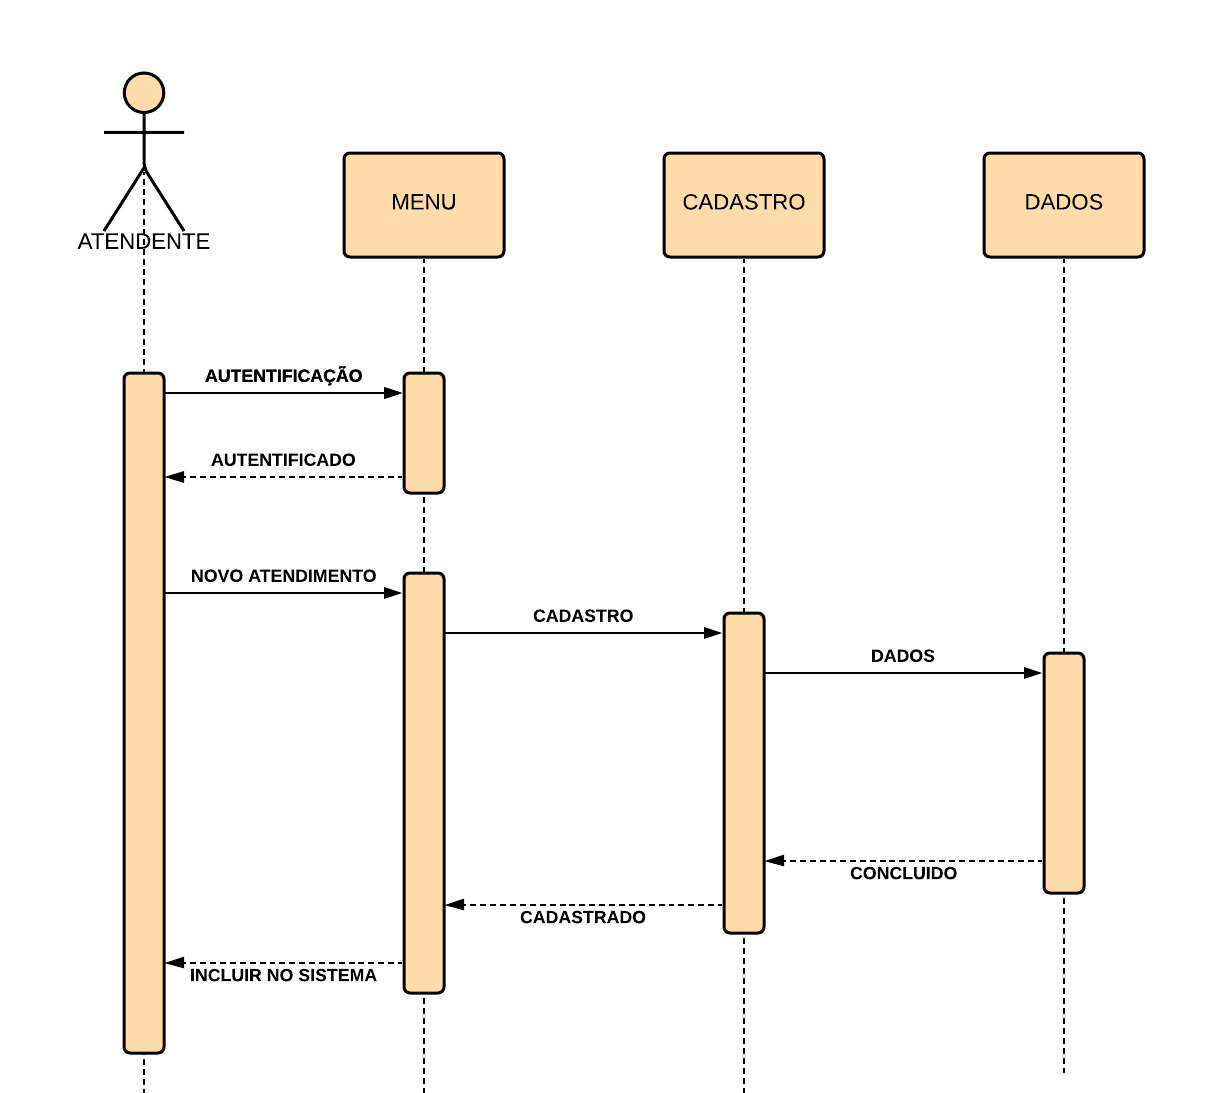 ATENDENTE
MENU
CADASTRO
DADOS
AUTENTIFICAÇÃO
AUTENTIFICADO
NOVO ATENDIMENTO
CADASTRO
DADOS
CONCLUIDO
CADASTRADO
INCLUIR NO SISTEMA